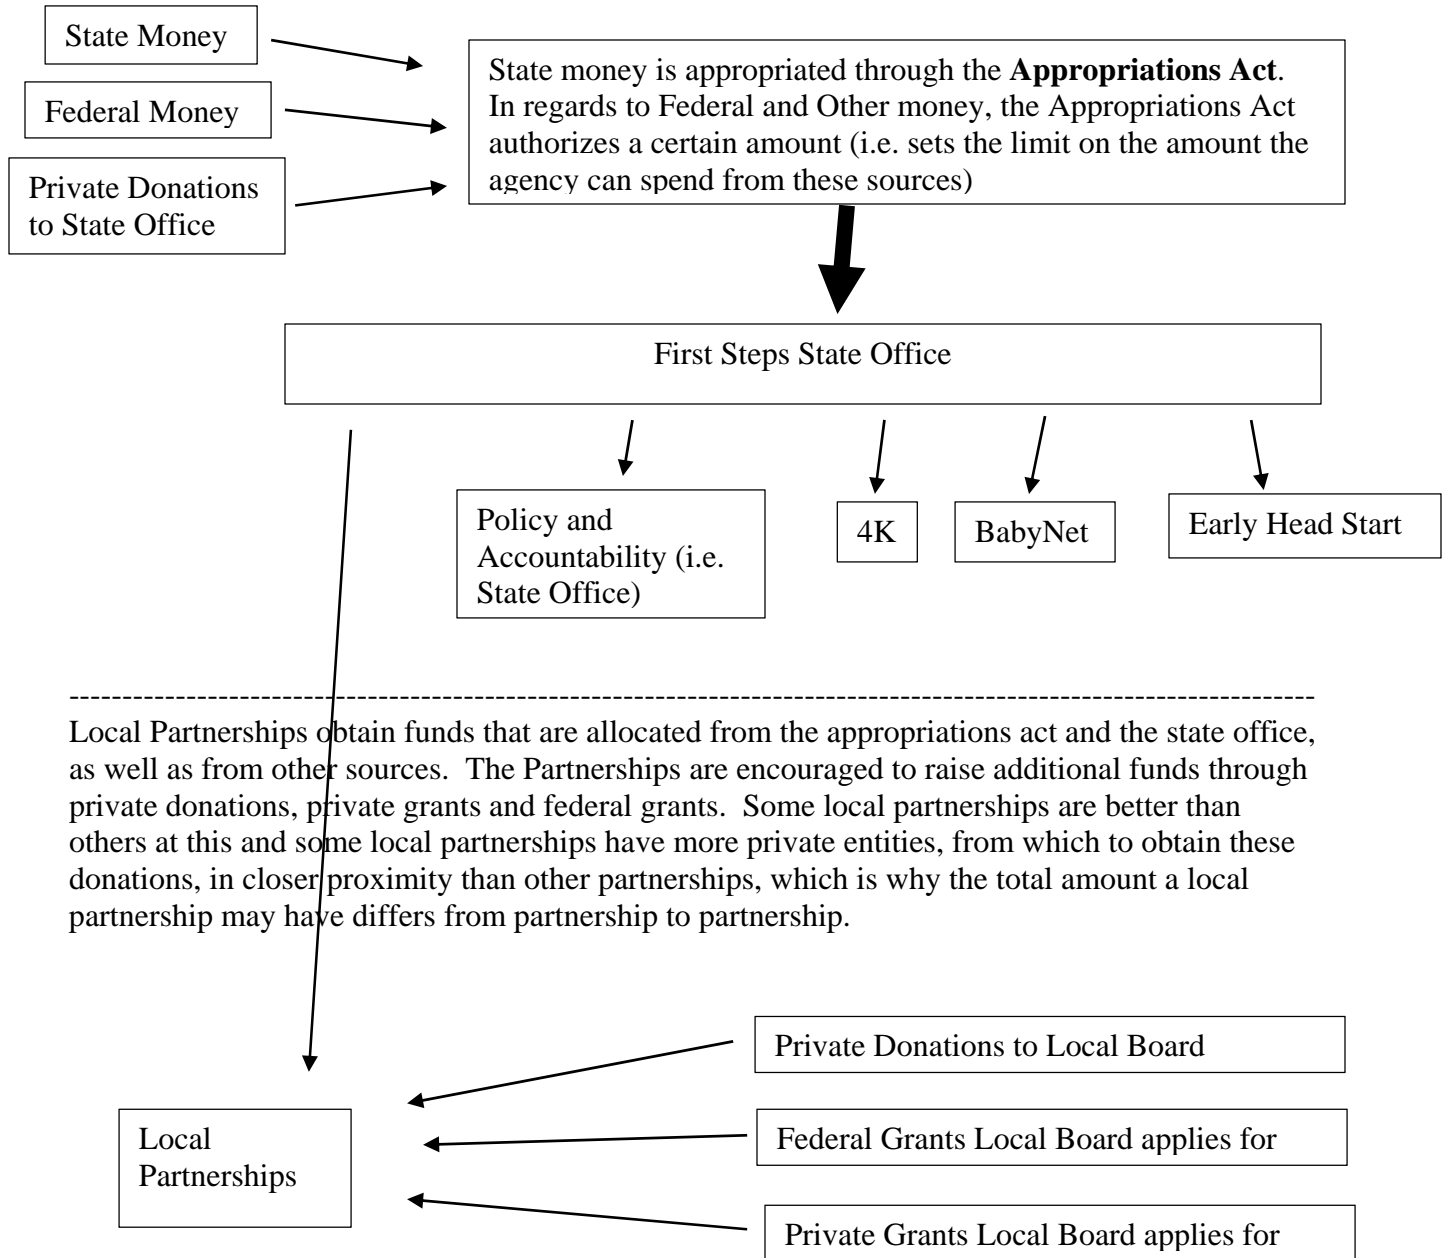 State Money
Federal Money
Private Donations
to State Office
State money is appropriated through the Appropriations Act.
In regards to Federal and Other money, the Appropriations Act
authorizes a certain amount (i.e. sets the limit on the amount the
agency can spend from these sources)
First Steps State Office
Policy and
Accountability (i.e.
State Office)
4K
BabyNet
Early Head Start
--------------------------------------------------------------------------------------------------------------------
Local Partnerships obtain funds that are allocated from the appropriations act and the state office,
as well as from other sources.  The Partnerships are encouraged to raise additional funds through
private donations, private grants and federal grants.  Some local partnerships are better than
others at this and some local partnerships have more private entities, from which to obtain these
donations, in closer proximity than other partnerships, which is why the total amount a local
partnership may have differs from partnership to partnership.
Local
Partnerships
Private Donations to Local Board
Federal Grants Local Board applies for
Private Grants Local Board applies for